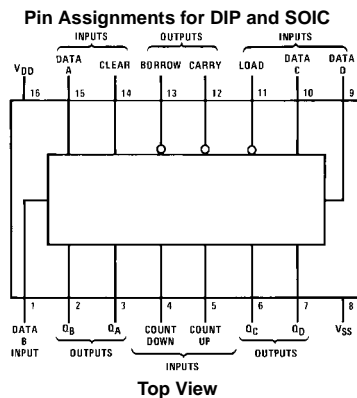 Pin Assignments for DIP and SOIC
INPUTS OUTPUTS INPUTS
VDD DATA A CLEAR BORROW CARRY LOAD DATA C DATA D
16 15 14 13 12 11 10 9
1 2 3 4 5 6 7 8
DATA B INPUT QB QA COUNT DOWN COUNT UP QC QD VSS
OUTPUTS INPUTS OUTPUTS
Top View